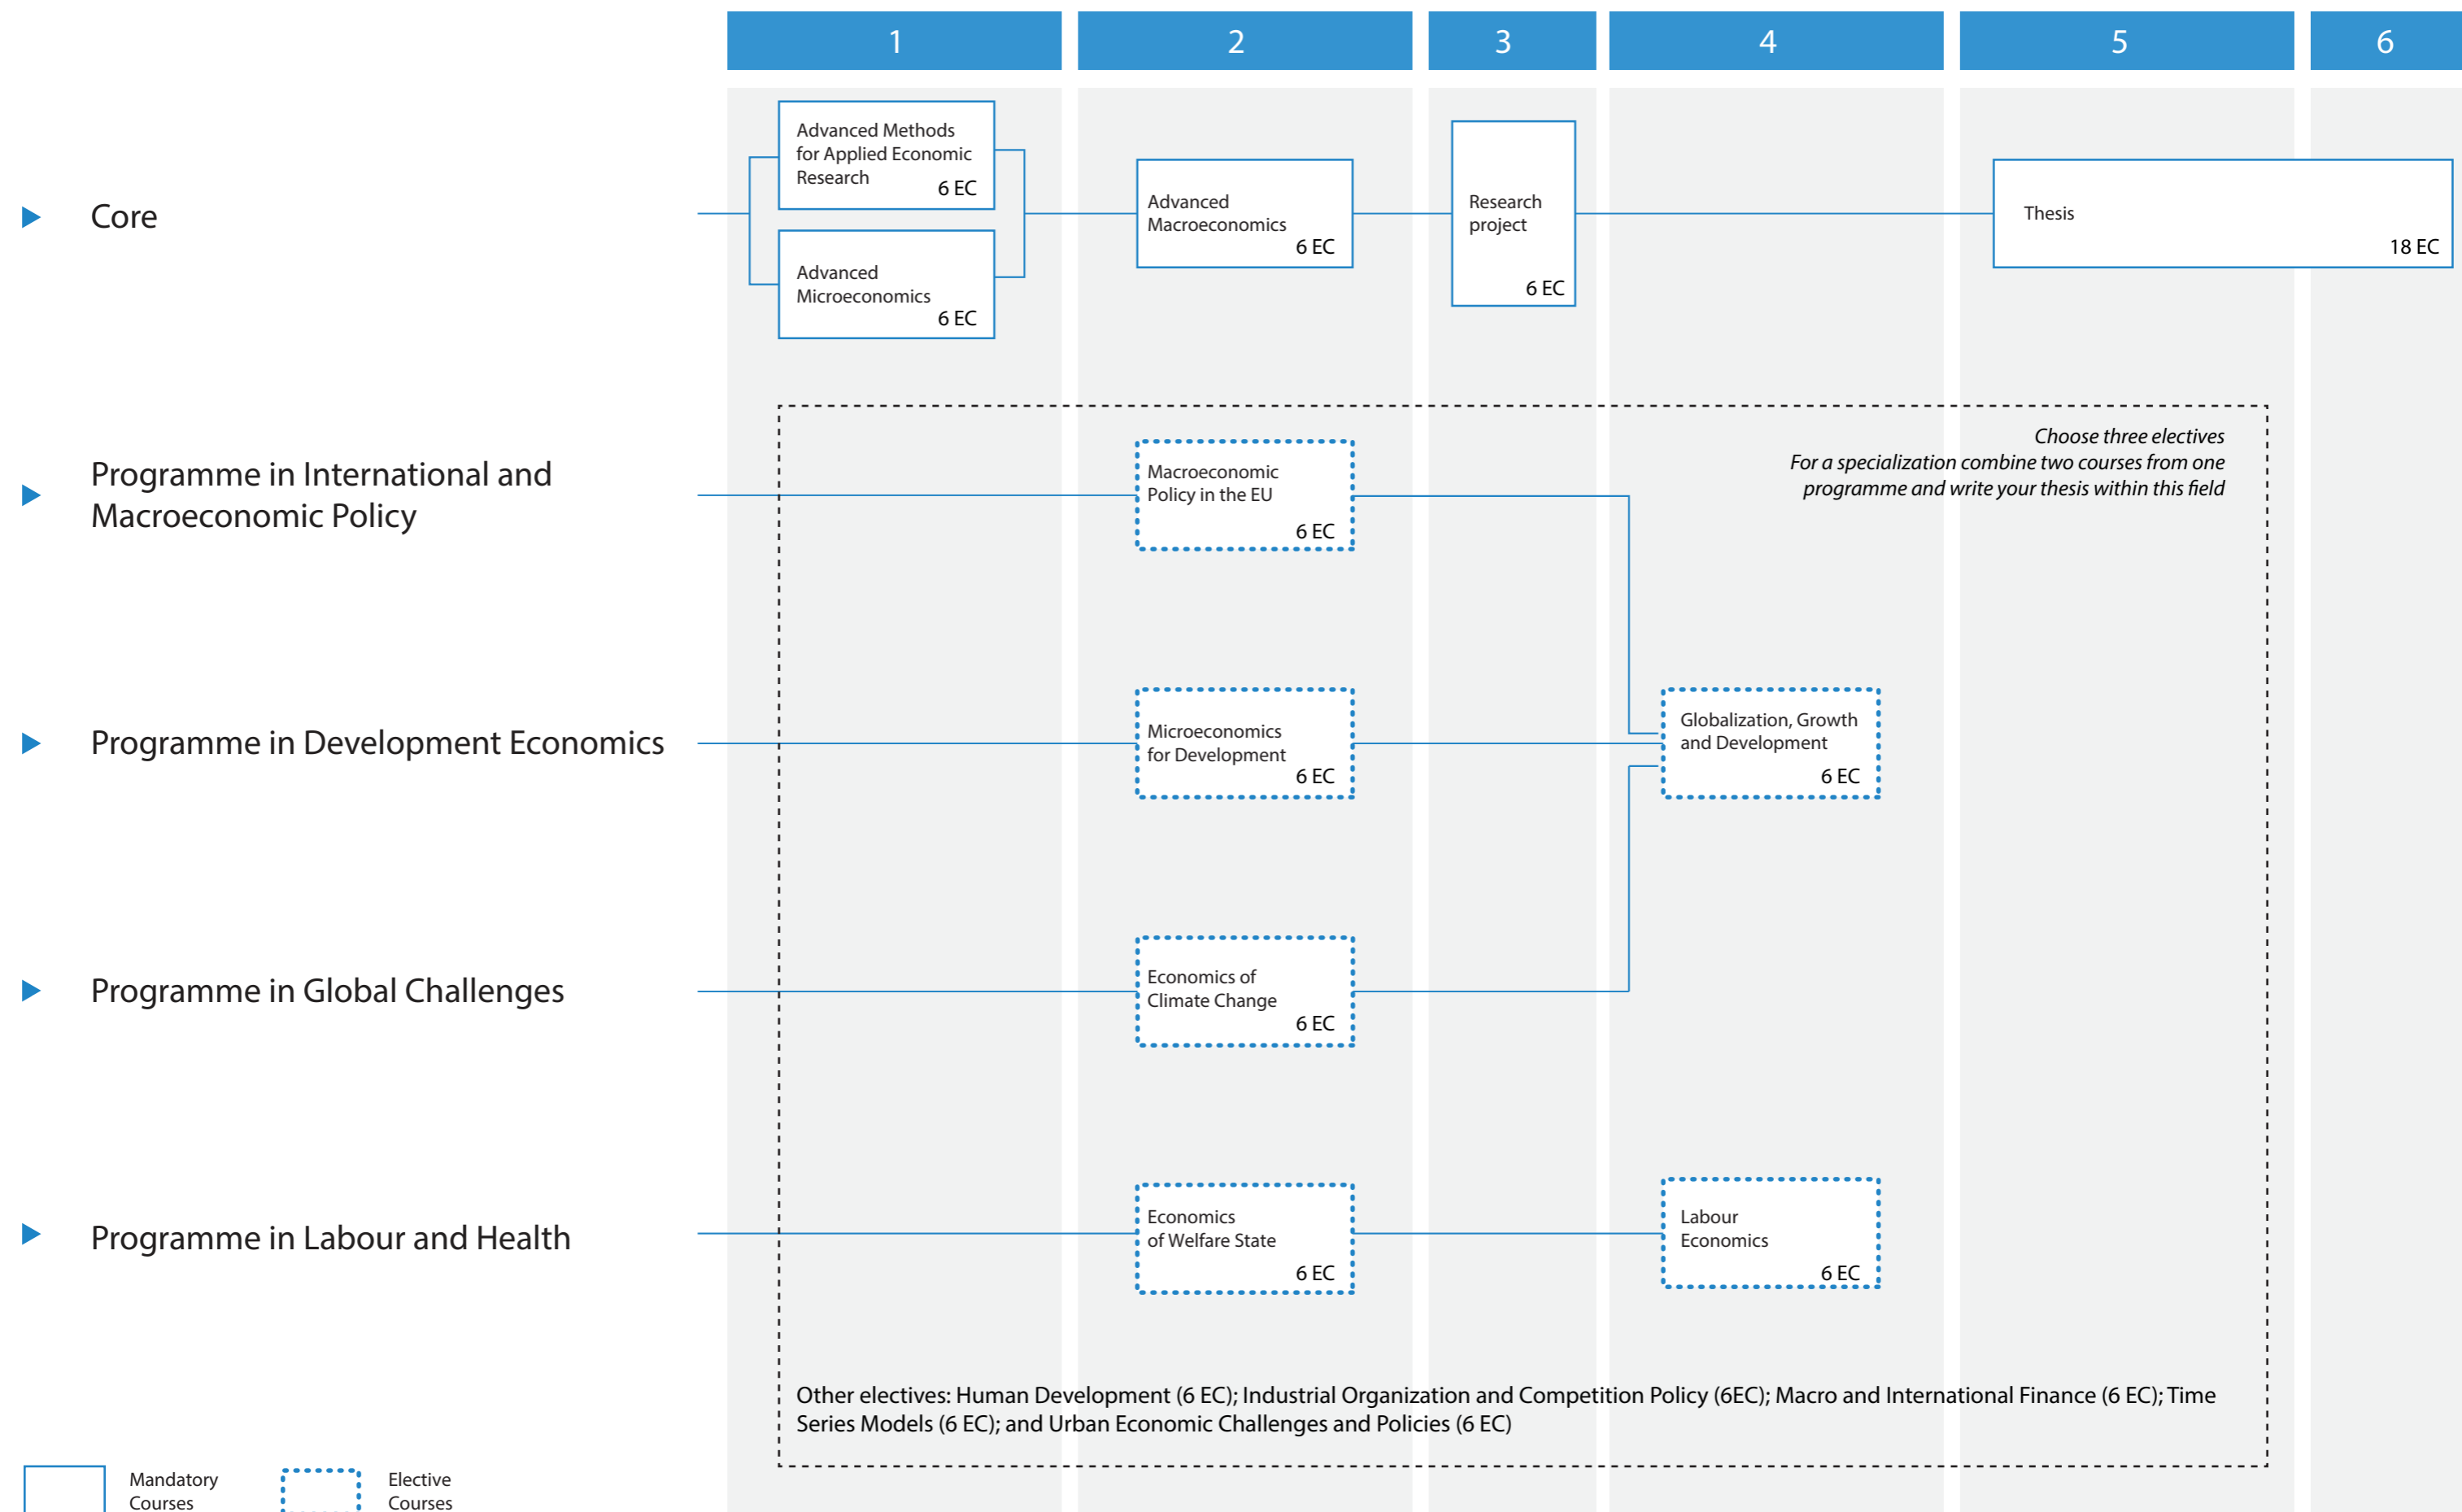 1 2 3 4 5 6
Core
Advanced Methods
for Applied Economic
Research
6 EC
Advanced
Microeconomics
6 EC
Advanced
Macroeconomics
6 EC
Research
project
6 EC
Thesis
18 EC
Choose three electives
For a specialization combine two courses from one
programme and write your thesis within this field
Programme in International and
Macroeconomic Policy
Macroeconomic
Policy in the EU
6 EC
Programme in Development Economics
Microeconomics
for Development
6 EC
Globalization, Growth
and Development
6 EC
Programme in Global Challenges
Economics of
Climate Change
6 EC
Programme in Labour and Health
Economics
of Welfare State
6 EC
Labour
Economics
6 EC
Other electives: Human Development (6 EC); Industrial Organization and Competition Policy (6EC); Macro and International Finance (6 EC); Time
Series Models (6 EC); and Urban Economic Challenges and Policies (6 EC)
Mandatory
Courses
Elective
Courses